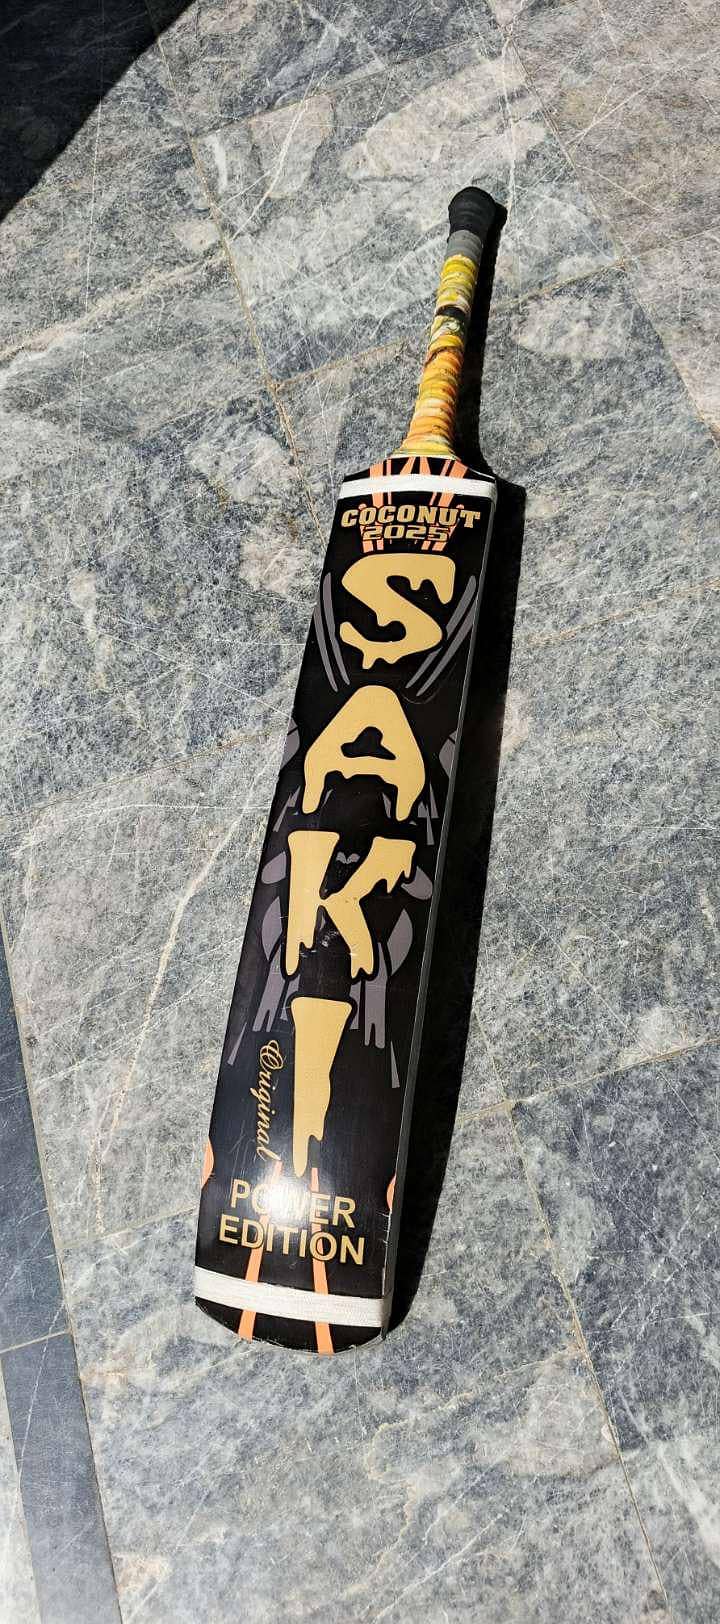 COCONUT
2025
SAKI
Original
POWER
EDITION